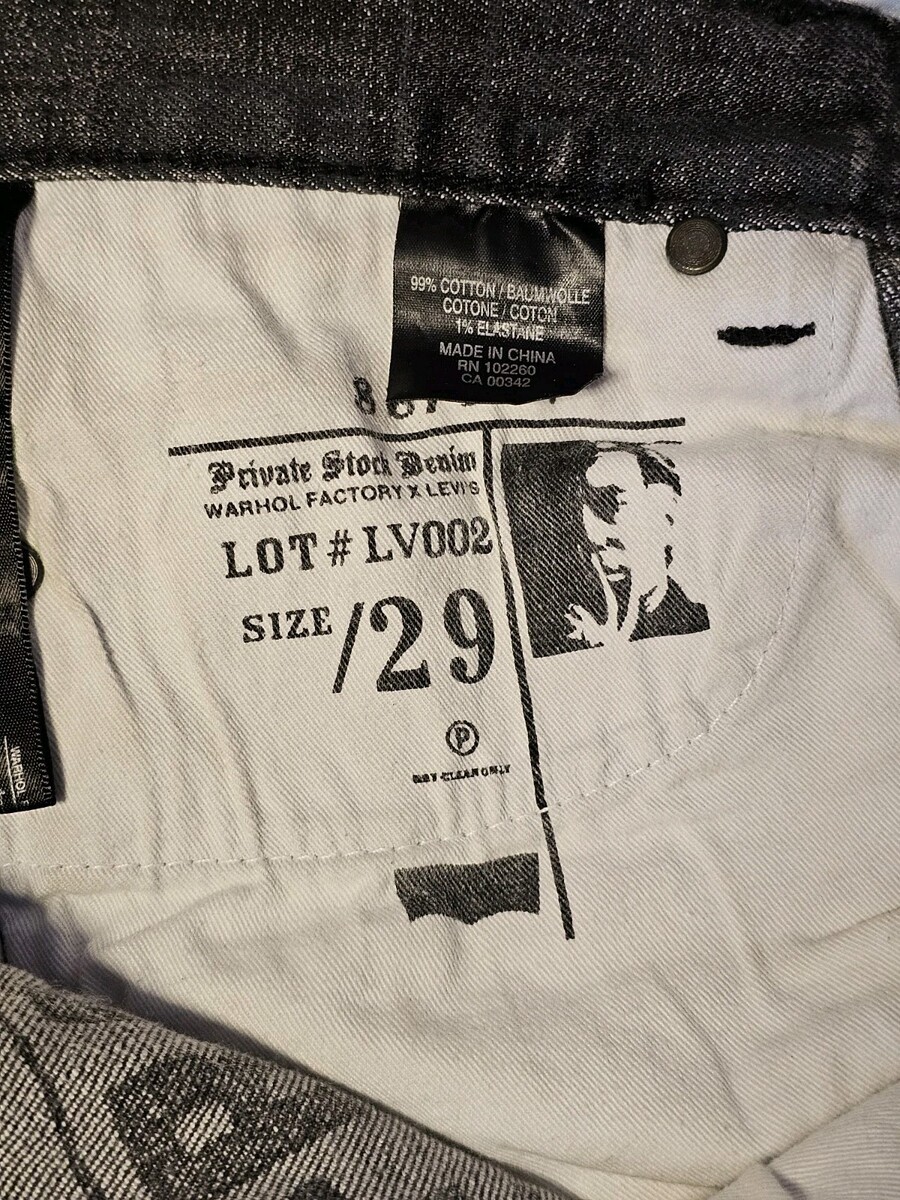 99% COTTON / BAUMWOLLE
COTONE / COTON
1% ELASTANE
MADE IN CHINA
RN 102260
CA 00342
Private Stock Denim
WARHOL FACTORY X LEVI'S
LOT # LV002
SIZE /29
P
DRY CLEAN ONLY
WARHOL